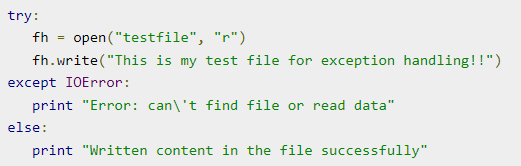 try:
   fh = open("testfile", "r")
   fh.write("This is my test file for exception handling!!")
except IOError:
   print "Error: can\'t find file or read data"
else:
   print "Written content in the file successfully"